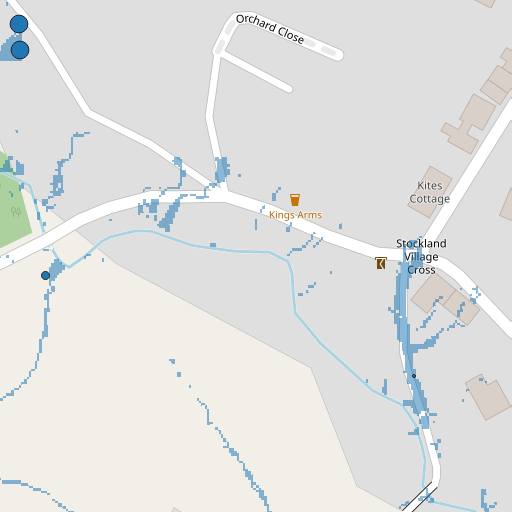 Orchard Close
Kites
Cottage
Kings Arms
Stockland
Village
Cross